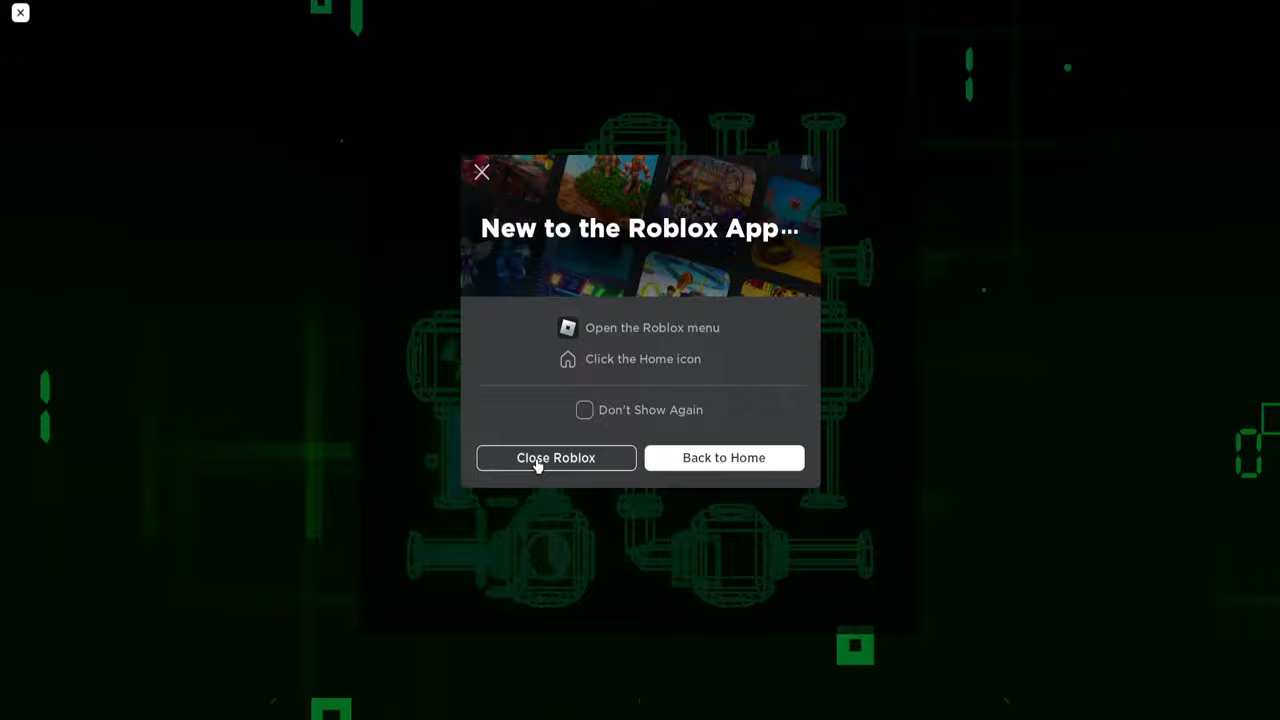 New to the Roblox App...
Open the Roblox menu
Click the Home icon
Don't Show Again
Close Roblox
Back to Home